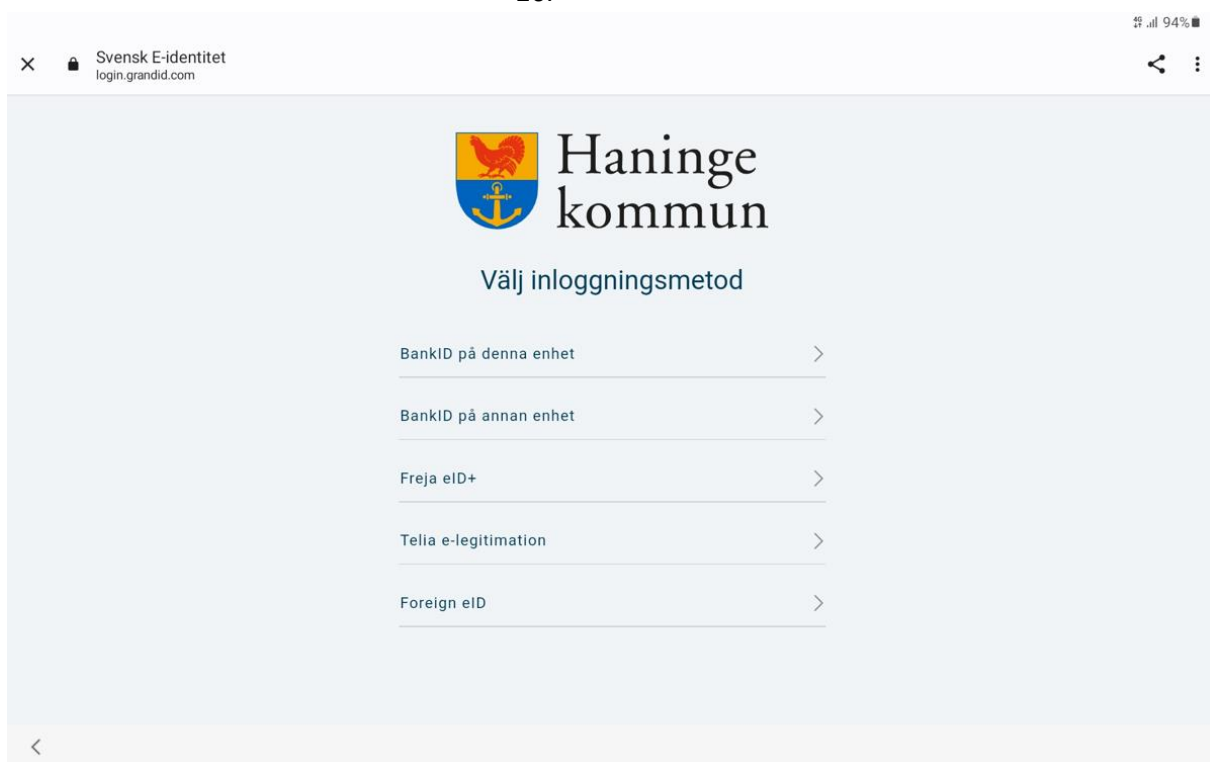 94%
Svensk E-identitet
login.grandid.com
Haninge
kommun
Välj inloggningsmetod
BankID på denna enhet
BankID på annan enhet
Freja eID+
Telia e-legitimation
Foreign eID